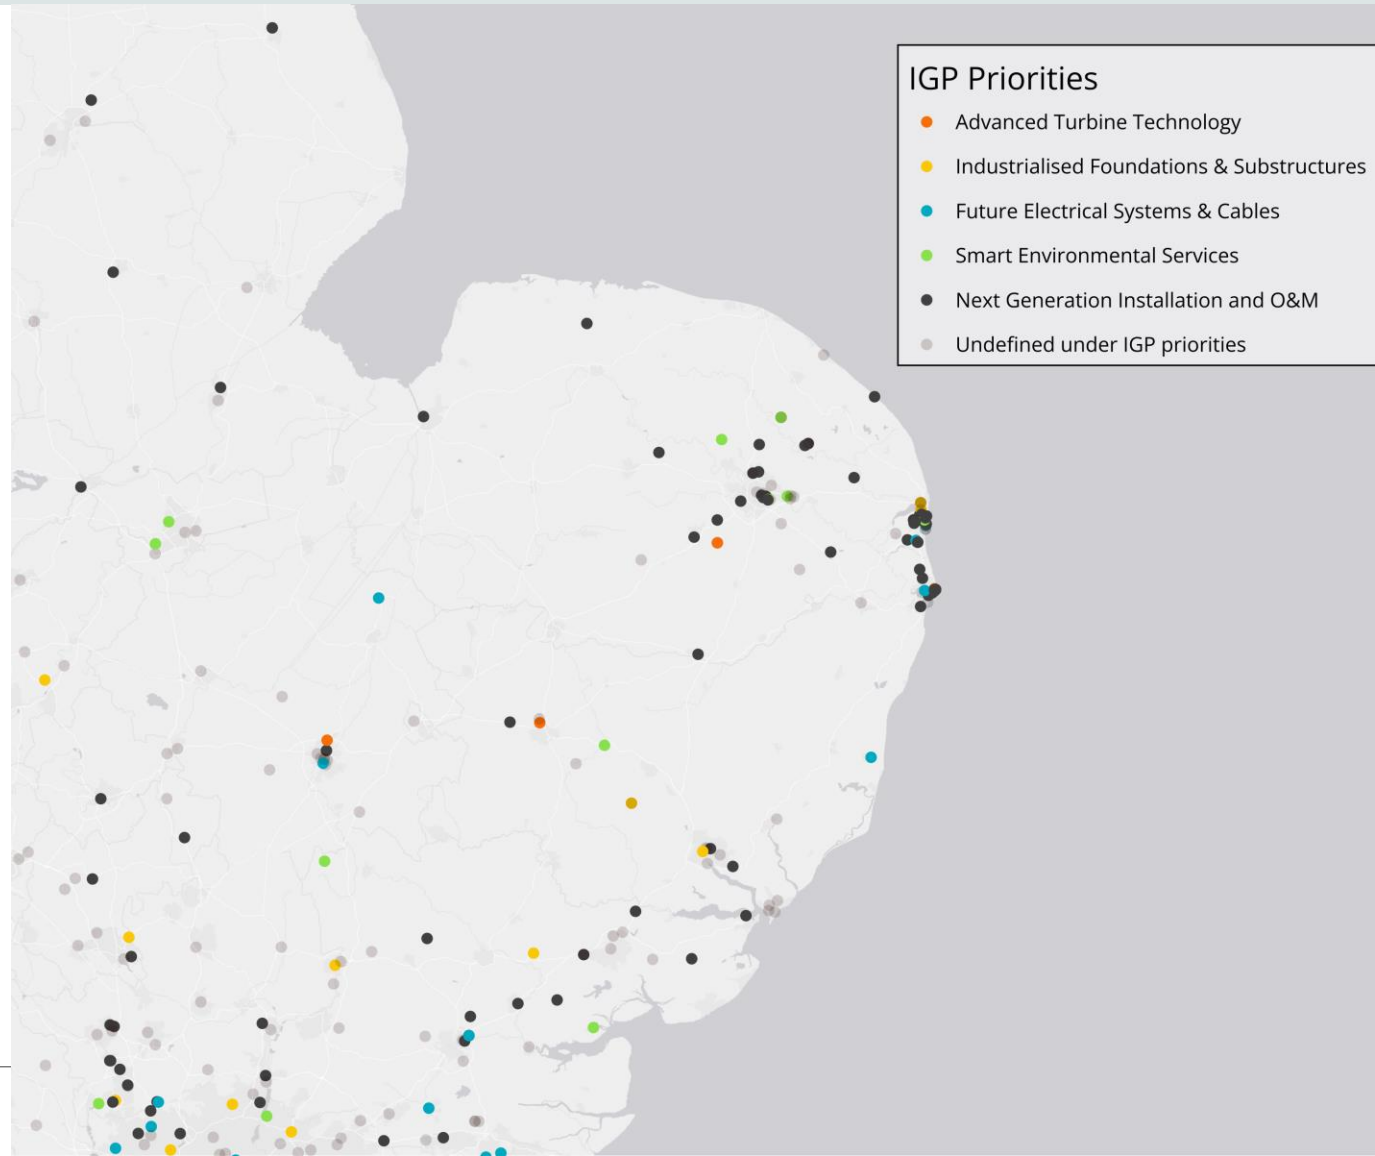 IGP Priorities
Advanced Turbine Technology
Industrialised Foundations & Substructures
Future Electrical Systems & Cables
Smart Environmental Services
Next Generation Installation and O&M
Undefined under IGP priorities